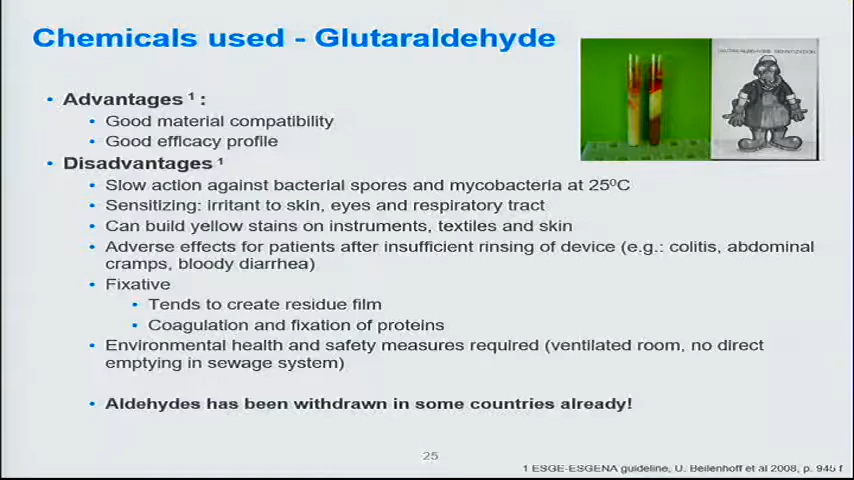 Chemicals used - Glutaraldehyde
• Advantages ¹ :
• Good material compatibility
• Good efficacy profile
• Disadvantages ¹
• Slow action against bacterial spores and mycobacteria at 25⁰C
• Sensitizing: irritant to skin, eyes and respiratory tract
• Can build yellow stains on instruments, textiles and skin
• Adverse effects for patients after insufficient rinsing of device (e.g.: colitis, abdominal
cramps, bloody diarrhea)
• Fixative
• Tends to create residue film
• Coagulation and fixation of proteins
• Environmental health and safety measures required (ventilated room, no direct
emptying in sewage system)
• Aldehydes has been withdrawn in some countries already!
25
1 ESGE-ESGENA guideline, U. Beilenhoff et al 2008, p. 945 f